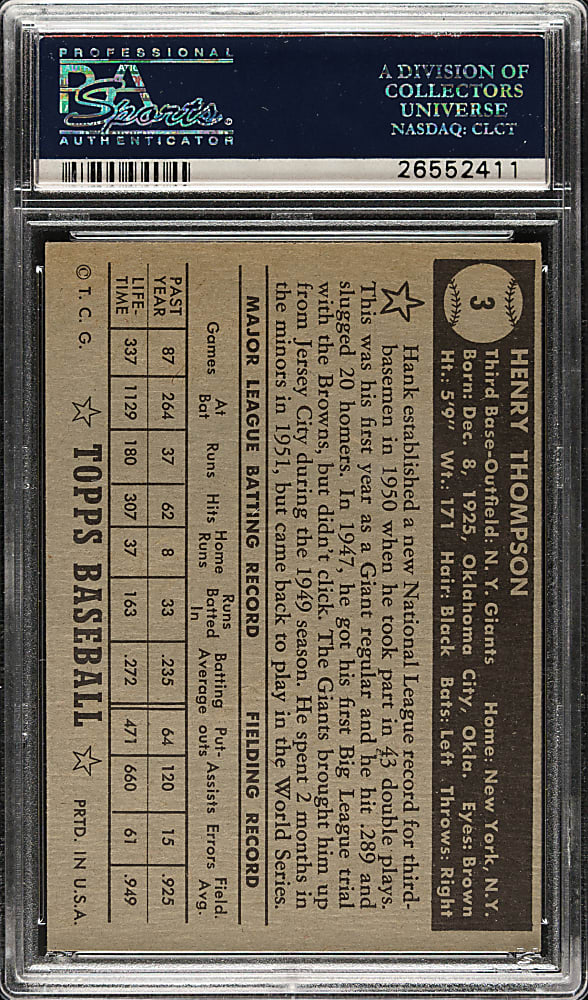 PROFESSIONAL
PSA
Sports
AUTHENTICATOR
A DIVISION OF
COLLECTORS
UNIVERSE
NASDAQ: CLCT
26552411
3
HENRY THOMPSON
Third Base-Outfield—N. Y. Giants Home: New York, N.Y.
Born: Dec. 8, 1925, Oklahoma City, Okla. Eyes: Brown
Ht.: 5'9" Wt.: 171 Hair: Black Bats: Left Throws: Right
Hank established a new National League record for third-
basemen in 1950 when he took part in 43 double plays.
This was his first year as a Giant regular and he hit .289 and
slugged 20 homers. In 1947, he got his first Big League trial
with the Browns, but didn't click. The Giants brought him up
from Jersey City during the 1949 season. He spent 2 months in
the minors in 1951, but came back to play in the World Series.
MAJOR LEAGUE BATTING RECORD FIELDING RECORD
Games At Bat Runs Hits Home Runs Runs Batted In Batting Average Put-outs Assists Errors Field. Avg.
PAST YEAR 87 264 37 62 8 33 .235 64 120 15 .925
LIFE-TIME 337 1129 180 307 37 163 .272 471 660 61 .949
© T. C. G. TOPPS BASEBALL PRTD. IN U.S.A.